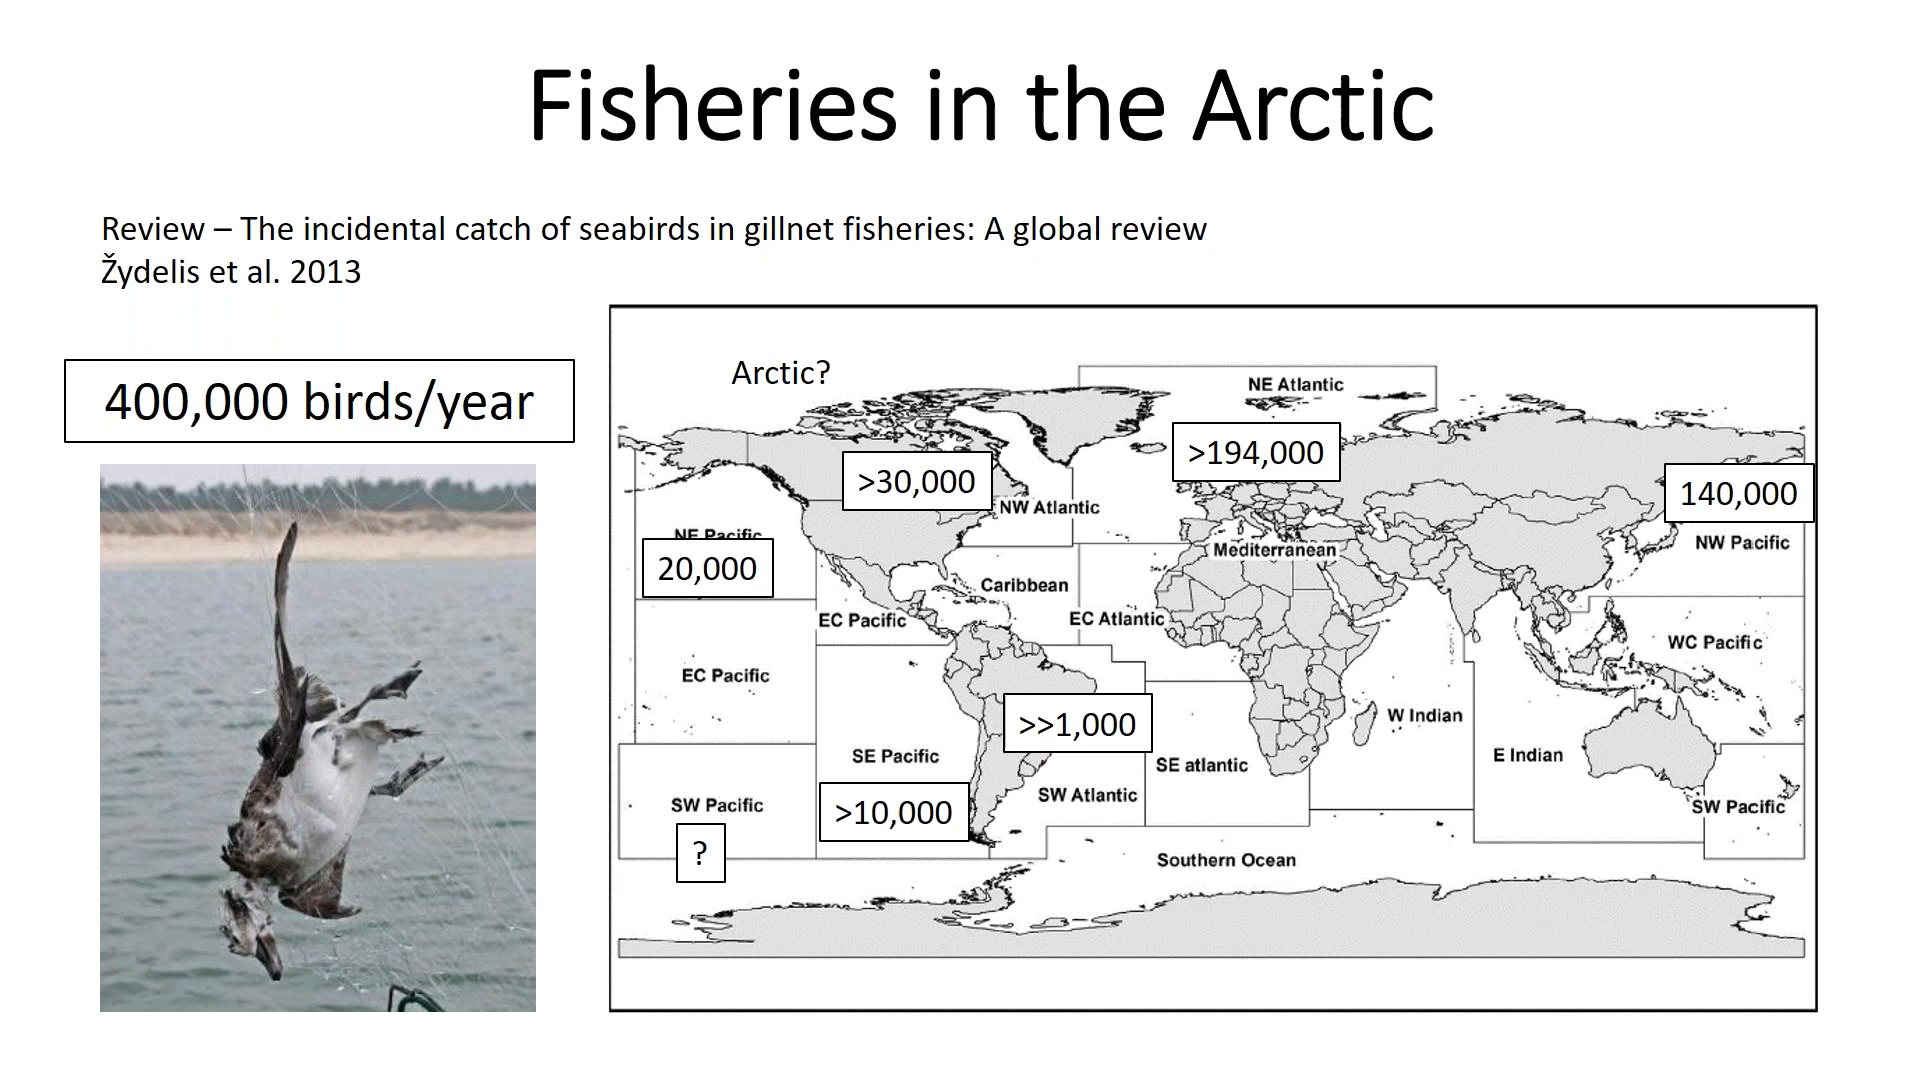 Fisheries in the Arctic
Review – The incidental catch of seabirds in gillnet fisheries: A global review
Žydelis et al. 2013
400,000 birds/year
Arctic?
NE Atlantic
>194,000
>30,000
140,000
NW Atlantic
NE Pacific
20,000
Mediterranean
NW Pacific
Caribbean
EC Pacific
EC Atlantic
WC Pacific
EC Pacific
>>1,000
W Indian
SE Pacific
SE atlantic
E Indian
SW Pacific
>10,000
SW Atlantic
SW Pacific
?
Southern Ocean